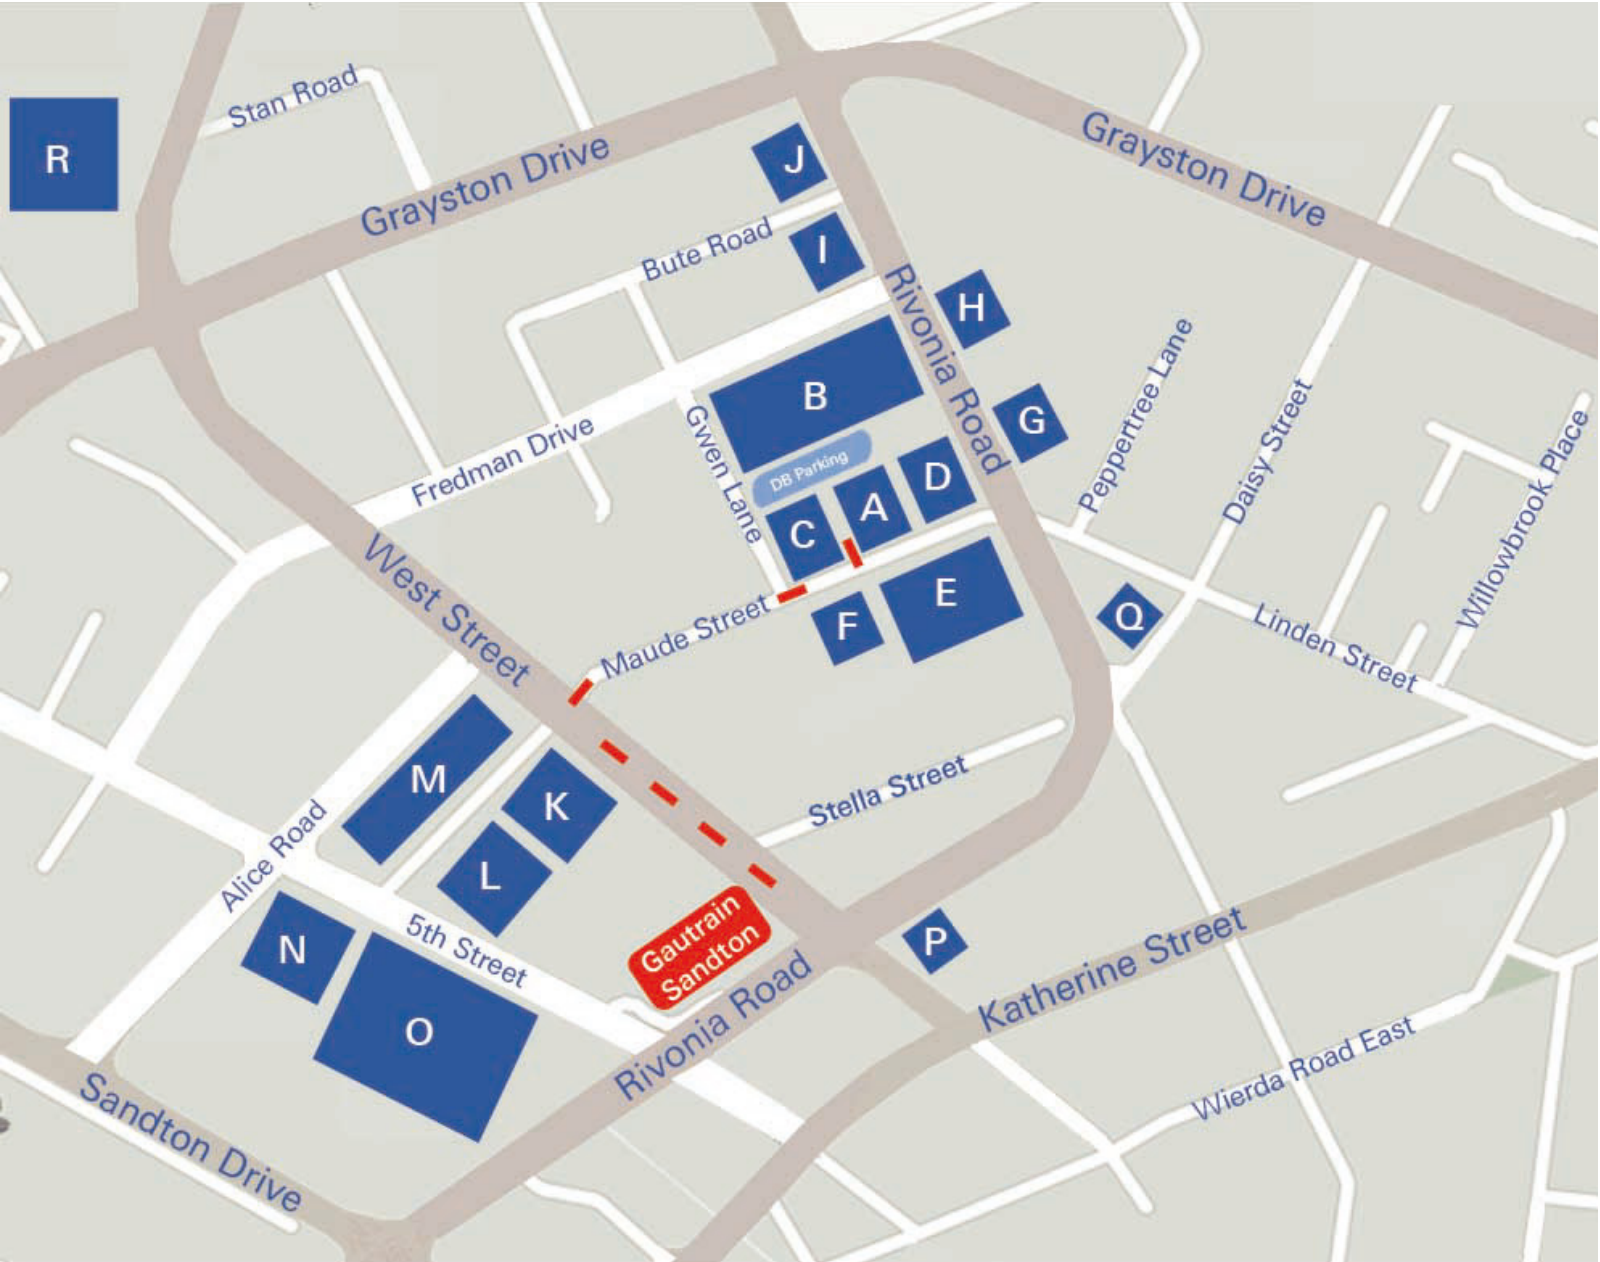 Stan Road
R
Grayston Drive
Grayston Drive
J
Bute Road
I
Rivonia Road
H
B
G
Peppertree Lane
Daisy Street
Willowbrook Place
Fredman Drive
Gwen Lane
DB Parking
D
A
C
West Street
E
F
Maude Street
Q
Linden Street
M
K
Stella Street
L
Alice Road
N
5th Street
Gautrain
Sandton
P
Katherine Street
O
Rivonia Road
Wierda Road East
Sandton Drive